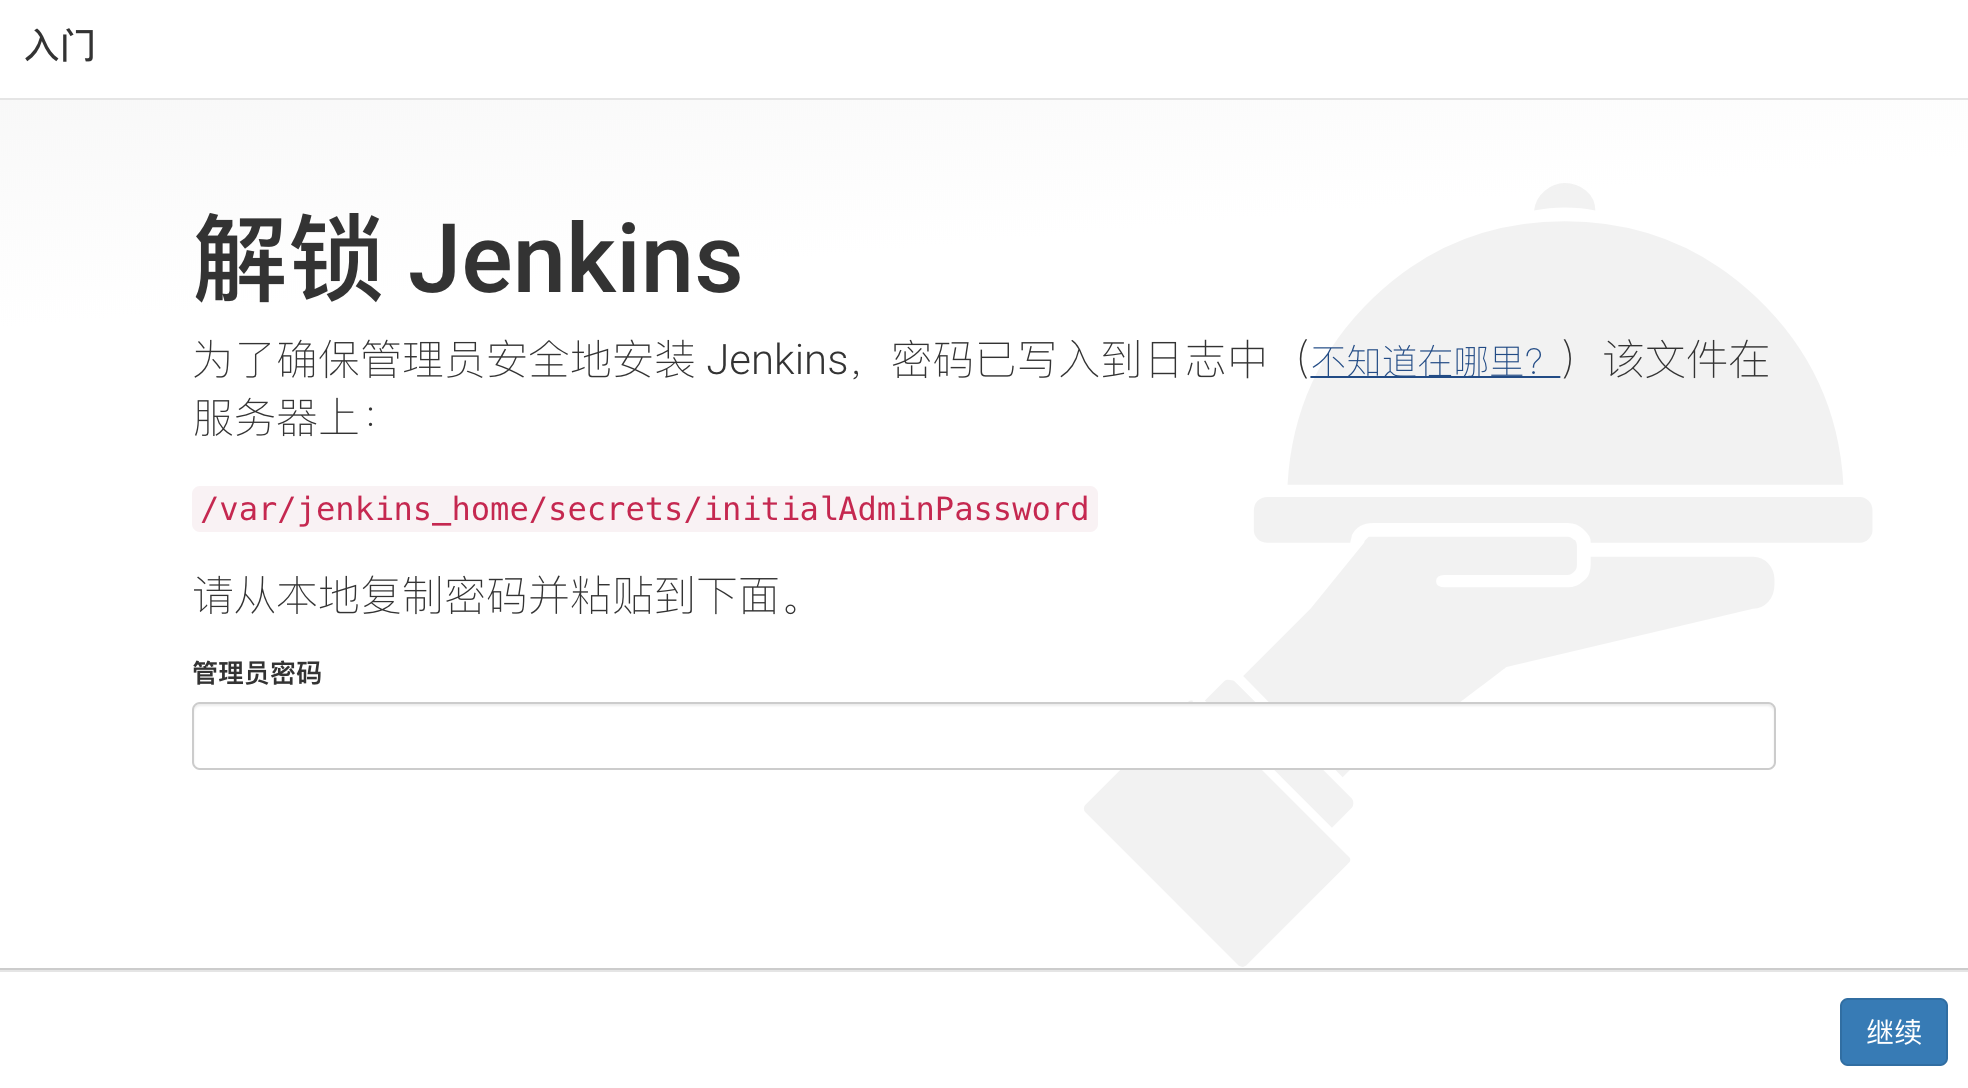 入门
解锁 Jenkins
为了确保管理员安全地安装 Jenkins，密码已写入到日志中（不知道在哪里？）该文件在
服务器上：
/var/jenkins_home/secrets/initialAdminPassword
请从本地复制密码并粘贴到下面。
管理员密码
继续